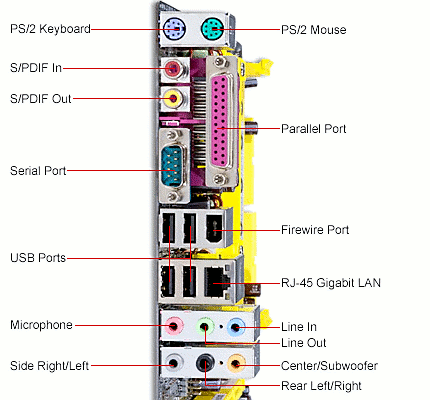 PS/2 Keyboard
PS/2 Mouse
S/PDIF In
S/PDIF Out
Parallel Port
Serial Port
Firewire Port
USB Ports
RJ-45 Gigabit LAN
Microphone
Line In
Line Out
Side Right/Left
Center/Subwoofer
Rear Left/Right